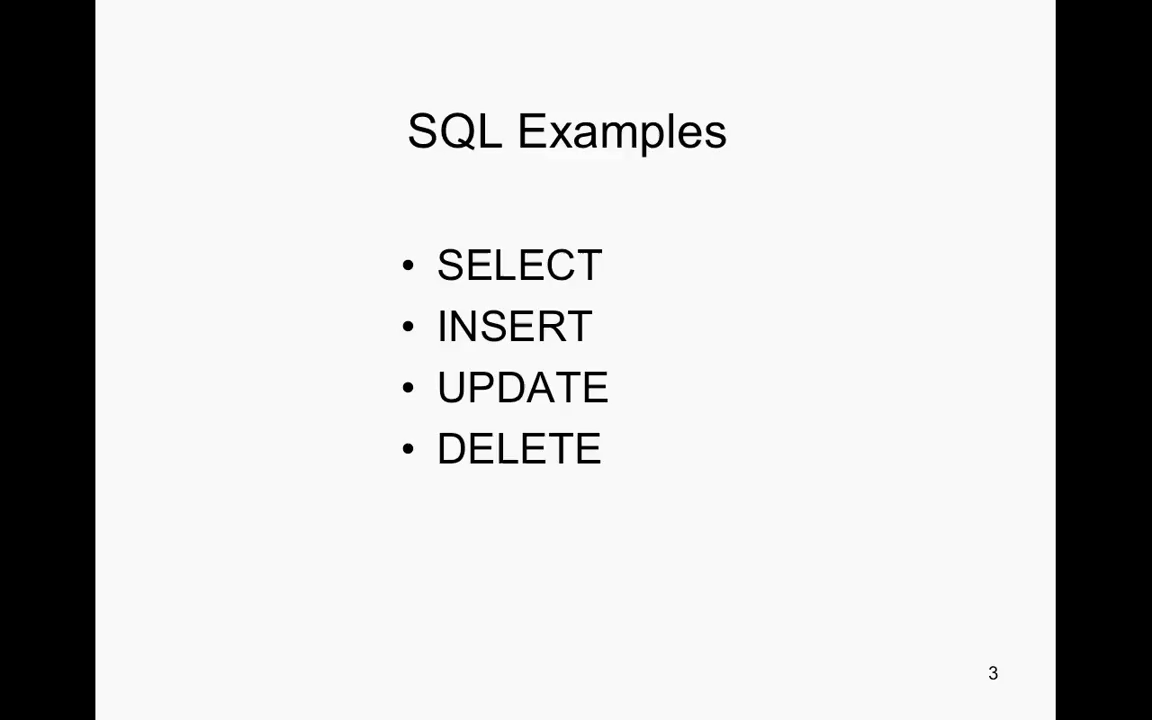 SQL Examples
• SELECT
• INSERT
• UPDATE
• DELETE
3